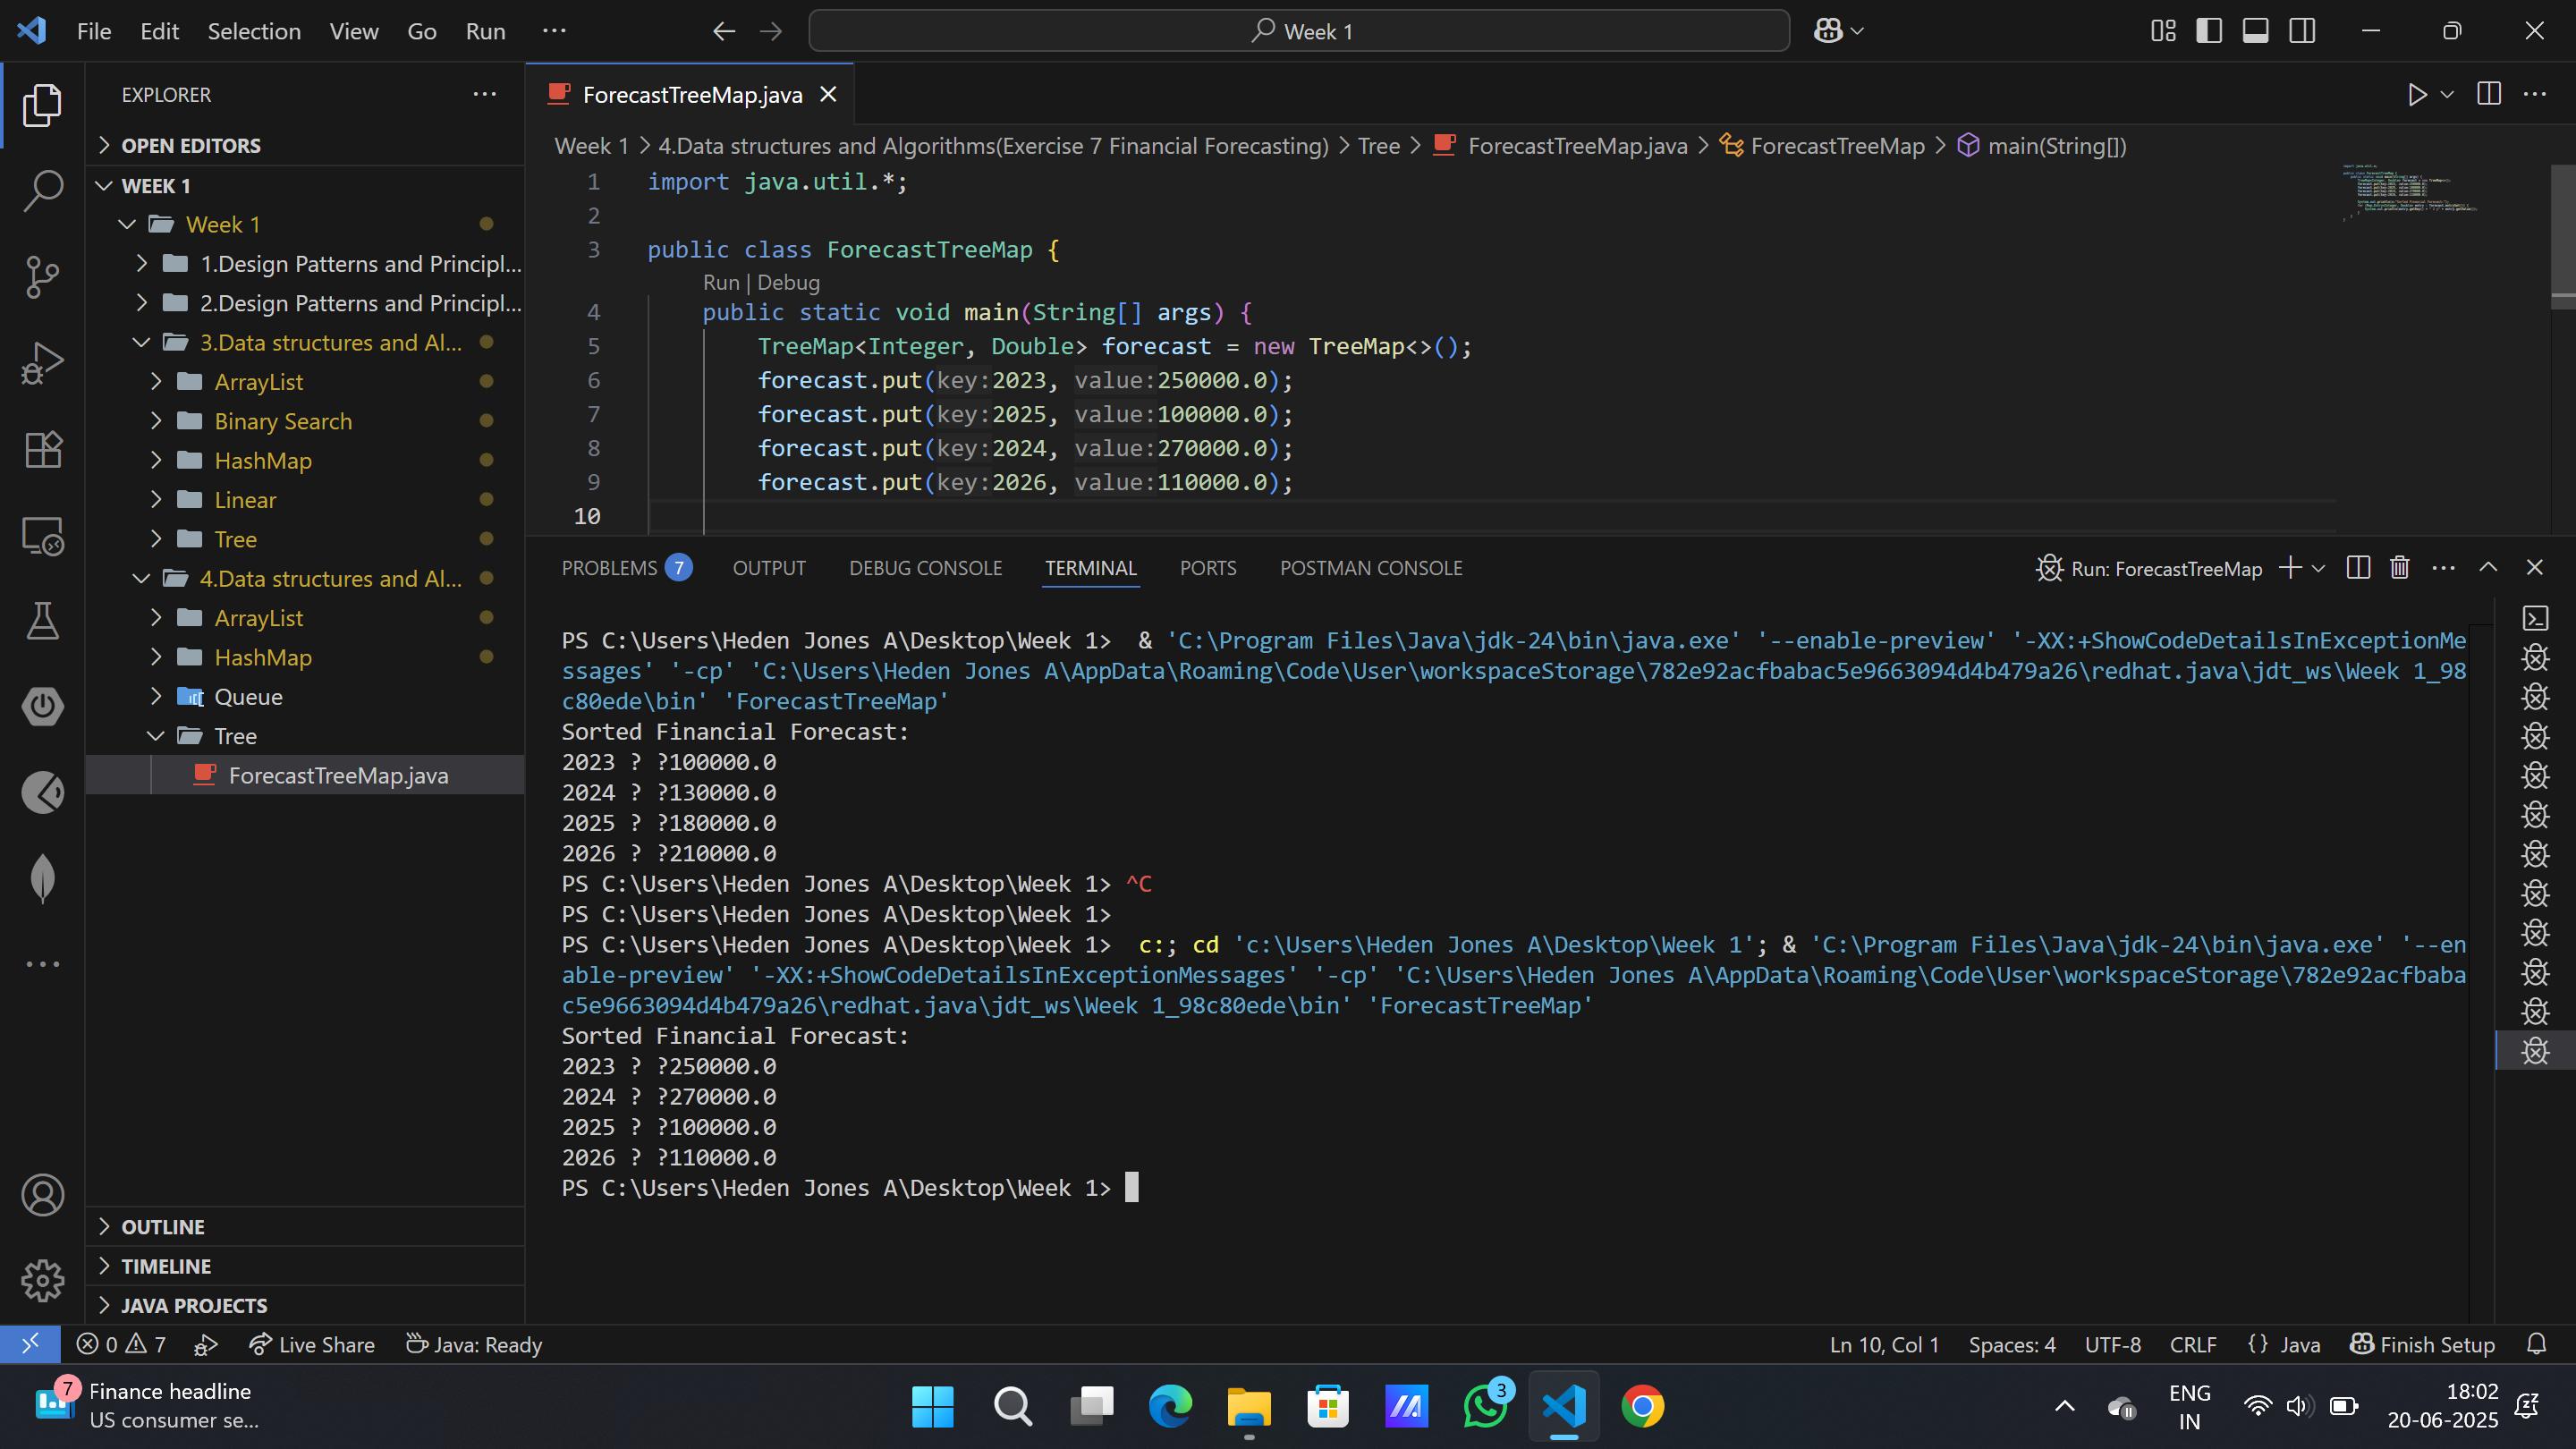 File Edit Selection View Go Run ··· Week 1
EXPLORER
OPEN EDITORS
WEEK 1
Week 1
1.Design Patterns and Principl...
2.Design Patterns and Principl...
3.Data structures and Al...
ArrayList
Binary Search
HashMap
Linear
Tree
4.Data structures and Al...
ArrayList
HashMap
Queue
Tree
ForecastTreeMap.java
OUTLINE
TIMELINE
JAVA PROJECTS
ForecastTreeMap.java
Week 1 > 4.Data structures and Algorithms(Exercise 7 Financial Forecasting) > Tree > ForecastTreeMap.java > ForecastTreeMap > main(String[])
1 import java.util.*;
2
3 public class ForecastTreeMap {
Run | Debug
4 public static void main(String[] args) {
5 TreeMap<Integer, Double> forecast = new TreeMap<>();
6 forecast.put(key:2023, value:250000.0);
7 forecast.put(key:2025, value:100000.0);
8 forecast.put(key:2024, value:270000.0);
9 forecast.put(key:2026, value:110000.0);
10
PROBLEMS 7 OUTPUT DEBUG CONSOLE TERMINAL PORTS POSTMAN CONSOLE Run: ForecastTreeMap
PS C:\Users\Heden Jones A\Desktop\Week 1>  & 'C:\Program Files\Java\jdk-24\bin\java.exe' '--enable-preview' '-XX:+ShowCodeDetailsInExceptionMe
ssages' '-cp' 'C:\Users\Heden Jones A\AppData\Roaming\Code\User\workspaceStorage\782e92acfbabac5e9663094d4b479a26\redhat.java\jdt_ws\Week 1_98
c80ede\bin' 'ForecastTreeMap'
Sorted Financial Forecast:
2023 ? ?100000.0
2024 ? ?130000.0
2025 ? ?180000.0
2026 ? ?210000.0
PS C:\Users\Heden Jones A\Desktop\Week 1> ^C
PS C:\Users\Heden Jones A\Desktop\Week 1>
PS C:\Users\Heden Jones A\Desktop\Week 1>  c:; cd 'c:\Users\Heden Jones A\Desktop\Week 1'; & 'C:\Program Files\Java\jdk-24\bin\java.exe' '--en
able-preview' '-XX:+ShowCodeDetailsInExceptionMessages' '-cp' 'C:\Users\Heden Jones A\AppData\Roaming\Code\User\workspaceStorage\782e92acfbaba
c5e9663094d4b479a26\redhat.java\jdt_ws\Week 1_98c80ede\bin' 'ForecastTreeMap'
Sorted Financial Forecast:
2023 ? ?250000.0
2024 ? ?270000.0
2025 ? ?100000.0
2026 ? ?110000.0
PS C:\Users\Heden Jones A\Desktop\Week 1>
0 7 Live Share Java: Ready Ln 10, Col 1 Spaces: 4 UTF-8 CRLF {} Java Finish Setup
7 Finance headline
US consumer se...
3
ENG
IN
18:02
20-06-2025